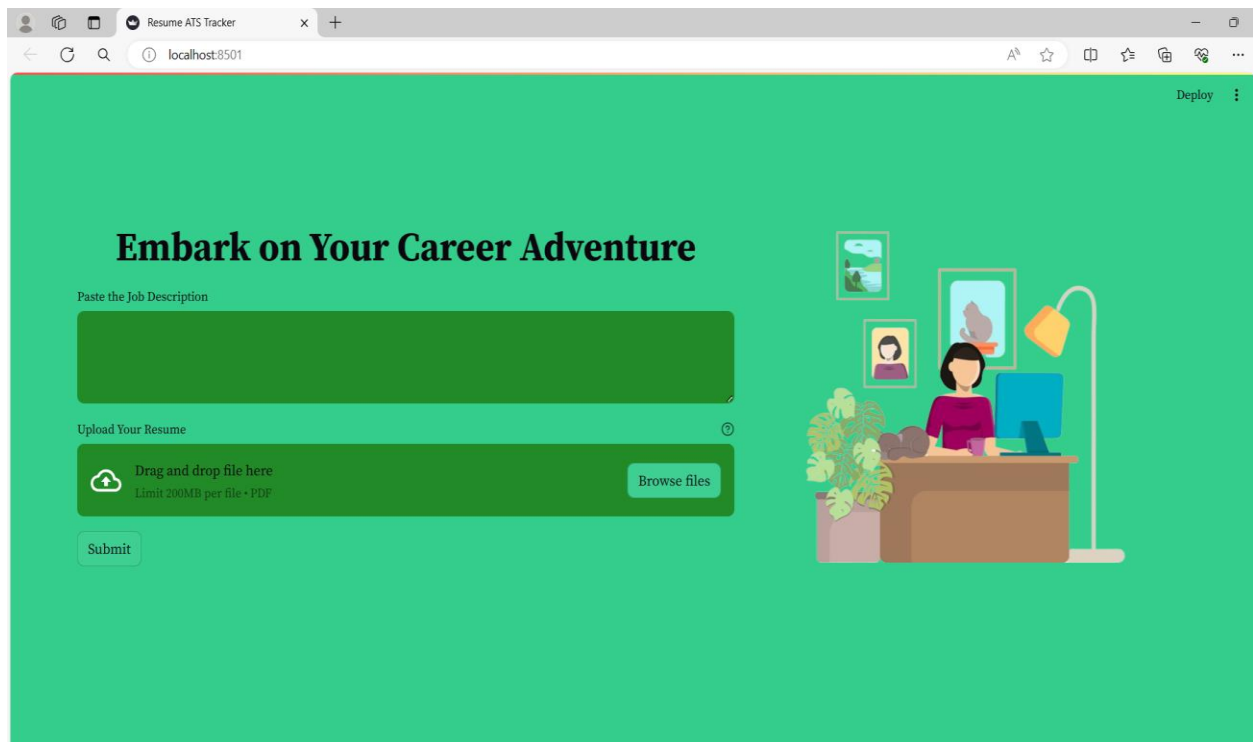 Resume ATS Tracker
localhost:8501
Deploy
Embark on Your Career Adventure
Paste the Job Description
Upload Your Resume
Drag and drop file here
Limit 200MB per file • PDF
Browse files
Submit